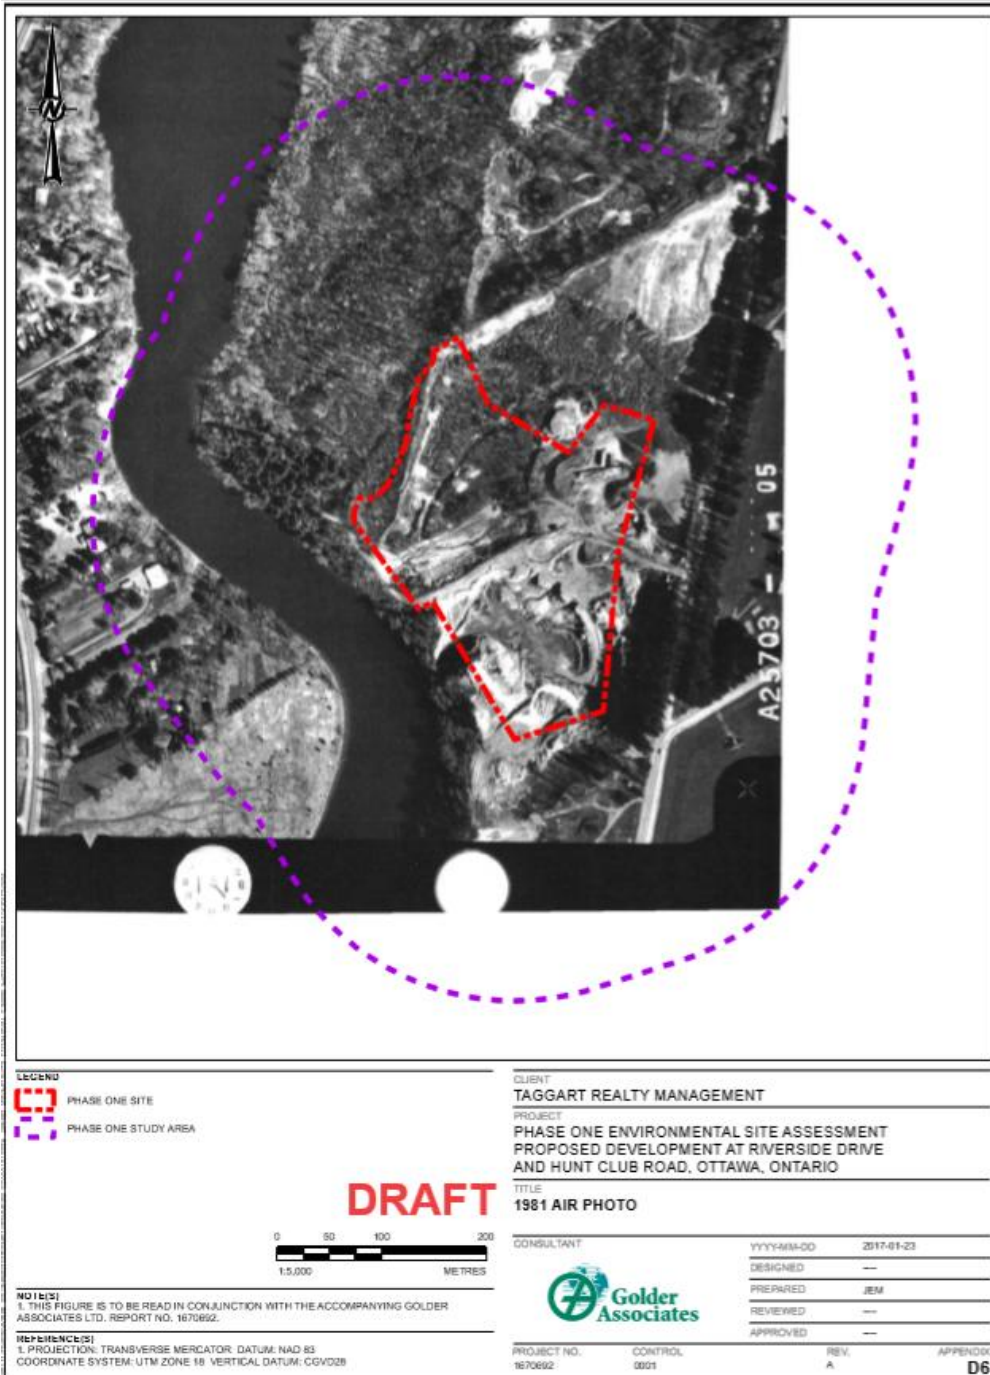 N
A25703 - 05
LEGEND
PHASE ONE SITE
PHASE ONE STUDY AREA
DRAFT
0 50 100 200
1:5,000 METRES
NOTE(S)
1. THIS FIGURE IS TO BE READ IN CONJUNCTION WITH THE ACCOMPANYING GOLDER
ASSOCIATES LTD. REPORT NO. 1670692.
REFERENCE(S)
1. PROJECTION: TRANSVERSE MERCATOR DATUM: NAD 83
COORDINATE SYSTEM: UTM ZONE 18 VERTICAL DATUM: CGVD28
CLIENT
TAGGART REALTY MANAGEMENT
PROJECT
PHASE ONE ENVIRONMENTAL SITE ASSESSMENT
PROPOSED DEVELOPMENT AT RIVERSIDE DRIVE
AND HUNT CLUB ROAD, OTTAWA, ONTARIO
TITLE
1981 AIR PHOTO
CONSULTANT
Golder
Associates
YYYY-MM-DD 2017-01-23
DESIGNED ----
PREPARED JEM
REVIEWED ----
APPROVED ----
PROJECT NO. CONTROL REV. APPENDIX
1670692 0001 A D6